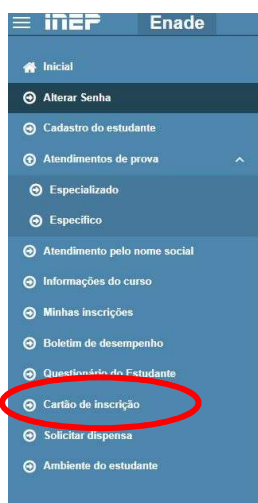 inep Enade
Inicial
Alterar Senha
Cadastro do estudante
Atendimentos de prova
Especializado
Específico
Atendimento pelo nome social
Informações do curso
Minhas inscrições
Boletim de desempenho
Questionário do Estudante
Cartão de inscrição
Solicitar dispensa
Ambiente do estudante